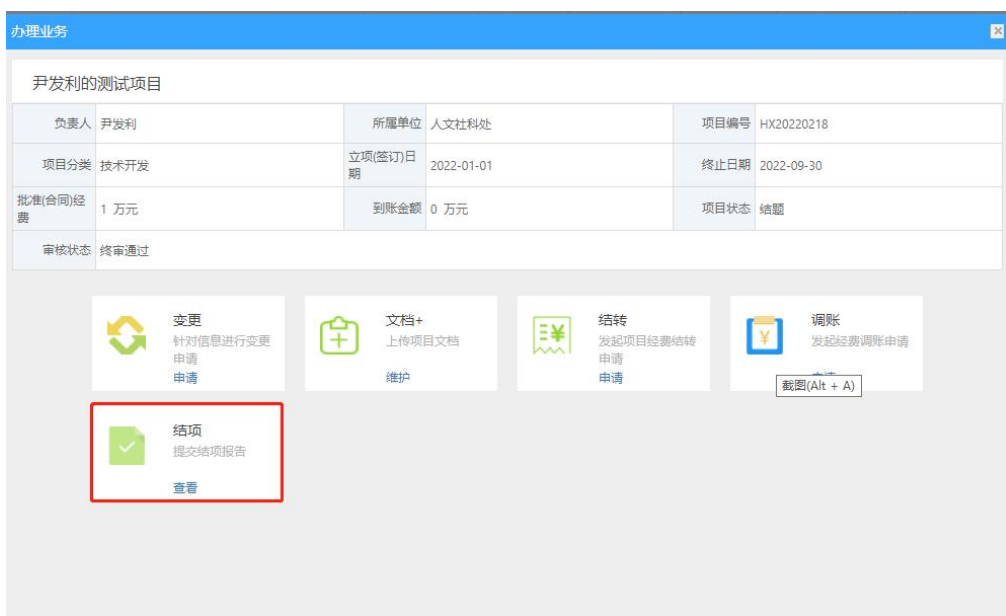 办理业务
尹发利的测试项目
负责人 尹发利 所属单位 人文社科处 项目编号 HX20220218
项目分类 技术开发 立项(签订)日期 2022-01-01 终止日期 2022-09-30
批准(合同)经费 1 万元 到账金额 0 万元 项目状态 结题
审核状态 终审通过
变更
针对信息进行变更
申请
申请
文档+
上传项目文档
维护
结转
发起项目经费结转
申请
申请
调账
发起经费调账申请
截图(Alt + A)
结项
提交结项报告
查看